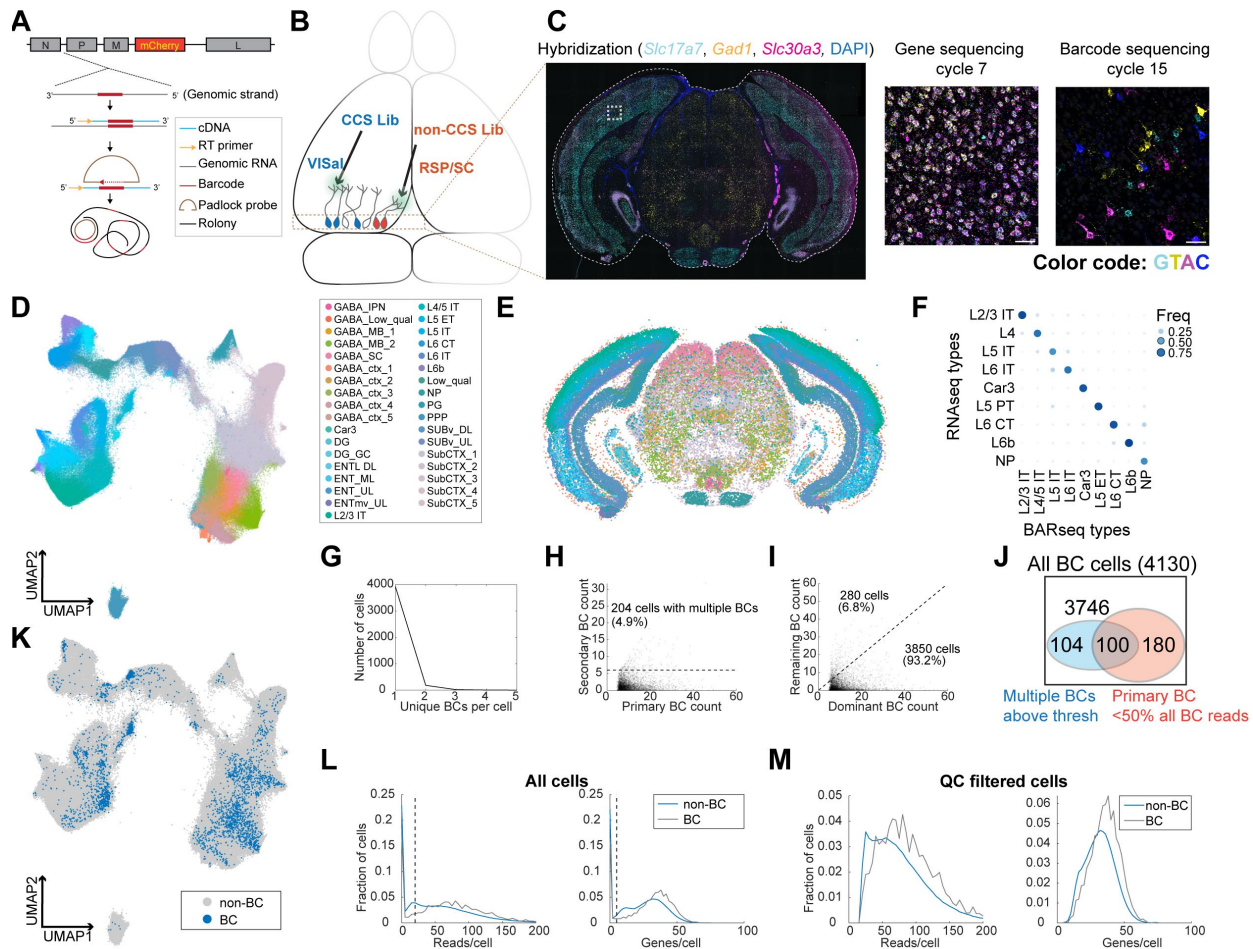 A
N
P
M
mCherry
L
3'
5'
(Genomic strand)
5'
3'
5'
3'
cDNA
RT primer
Genomic RNA
Barcode
Padlock probe
Rolony
B
CCS Lib
non-CCS Lib
VISal
RSP/SC
C
Hybridization (Slc17a7, Gad1, Slc30a3, DAPI)
Gene sequencing
cycle 7
Barcode sequencing
cycle 15
Color code: GTAC
D
UMAP2
UMAP1
GABA_IPN
GABA_Low_qual
GABA_MB_1
GABA_MB_2
GABA_SC
GABA_ctx_1
GABA_ctx_2
GABA_ctx_3
GABA_ctx_4
GABA_ctx_5
Car3
DG
DG_GC
ENTL DL
ENT_ML
ENT_UL
ENTmv_UL
L2/3 IT
L4/5 IT
L5 ET
L5 IT
L6 CT
L6 IT
L6b
Low_qual
NP
PG
PPP
SUBv_DL
SUBv_UL
SubCTX_1
SubCTX_2
SubCTX_3
SubCTX_4
SubCTX_5
E
F
RNAseq types
L2/3 IT
L4
L5 IT
L6 IT
Car3
L5 PT
L6 CT
L6b
NP
L2/3 IT
L4/5 IT
L5 IT
L6 IT
Car3
L5 ET
L6 CT
L6b
NP
BARseq types
Freq
0.25
0.50
0.75
G
Number of cells
4000
3000
2000
1000
0
1 2 3 4 5
Unique BCs per cell
H
Secondary BC count
30
25
20
15
10
5
0
204 cells with multiple BCs
(4.9%)
0 20 40 60
Primary BC count
I
Remaining BC count
60
50
40
30
20
10
0
280 cells
(6.8%)
3850 cells
(93.2%)
0 20 40 60
Dominant BC count
J
All BC cells (4130)
3746
104 100 180
Multiple BCs
above thresh
Primary BC
<50% all BC reads
K
UMAP2
UMAP1
non-BC
BC
L
All cells
Fraction of cells
0.25
0.2
0.15
0.10
0.05
0
0 50 100 150 200
Reads/cell
0.25
0.2
0.15
0.10
0.05
0
0 50 100
Genes/cell
non-BC
BC
M
QC filtered cells
Fraction of cells
0.05
0.04
0.03
0.02
0.01
0
0 50 100 150 200
Reads/cell
0.06
0.05
0.04
0.03
0.02
0.01
0
0 50 100
Genes/cell
non-BC
BC